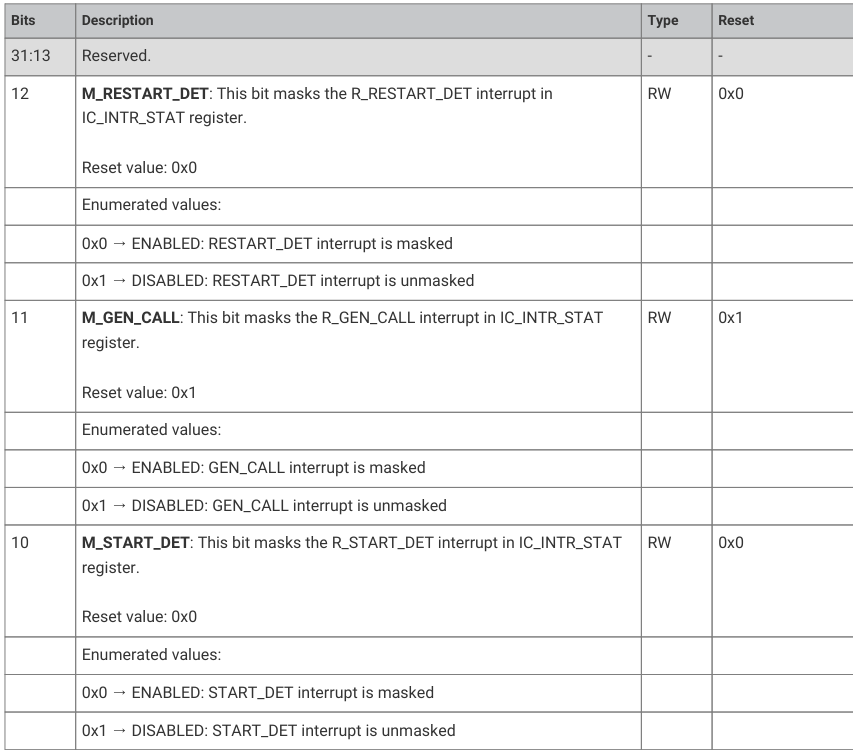 Bits Description Type Reset
31:13 Reserved. - -
12 M_RESTART_DET: This bit masks the R_RESTART_DET interrupt in RW 0x0
IC_INTR_STAT register.
Reset value: 0x0
Enumerated values:
0x0 → ENABLED: RESTART_DET interrupt is masked
0x1 → DISABLED: RESTART_DET interrupt is unmasked
11 M_GEN_CALL: This bit masks the R_GEN_CALL interrupt in IC_INTR_STAT RW 0x1
register.
Reset value: 0x1
Enumerated values:
0x0 → ENABLED: GEN_CALL interrupt is masked
0x1 → DISABLED: GEN_CALL interrupt is unmasked
10 M_START_DET: This bit masks the R_START_DET interrupt in IC_INTR_STAT RW 0x0
register.
Reset value: 0x0
Enumerated values:
0x0 → ENABLED: START_DET interrupt is masked
0x1 → DISABLED: START_DET interrupt is unmasked